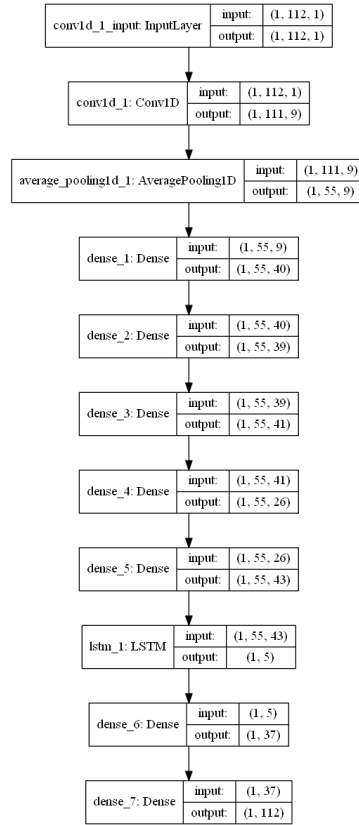 conv1d_1_input: InputLayer input: (1, 112, 1)
output: (1, 112, 1)
conv1d_1: Conv1D input: (1, 112, 1)
output: (1, 111, 9)
average_pooling1d_1: AveragePooling1D input: (1, 111, 9)
output: (1, 55, 9)
dense_1: Dense input: (1, 55, 9)
output: (1, 55, 40)
dense_2: Dense input: (1, 55, 40)
output: (1, 55, 39)
dense_3: Dense input: (1, 55, 39)
output: (1, 55, 41)
dense_4: Dense input: (1, 55, 41)
output: (1, 55, 26)
dense_5: Dense input: (1, 55, 26)
output: (1, 55, 43)
lstm_1: LSTM input: (1, 55, 43)
output: (1, 5)
dense_6: Dense input: (1, 5)
output: (1, 37)
dense_7: Dense input: (1, 37)
output: (1, 112)